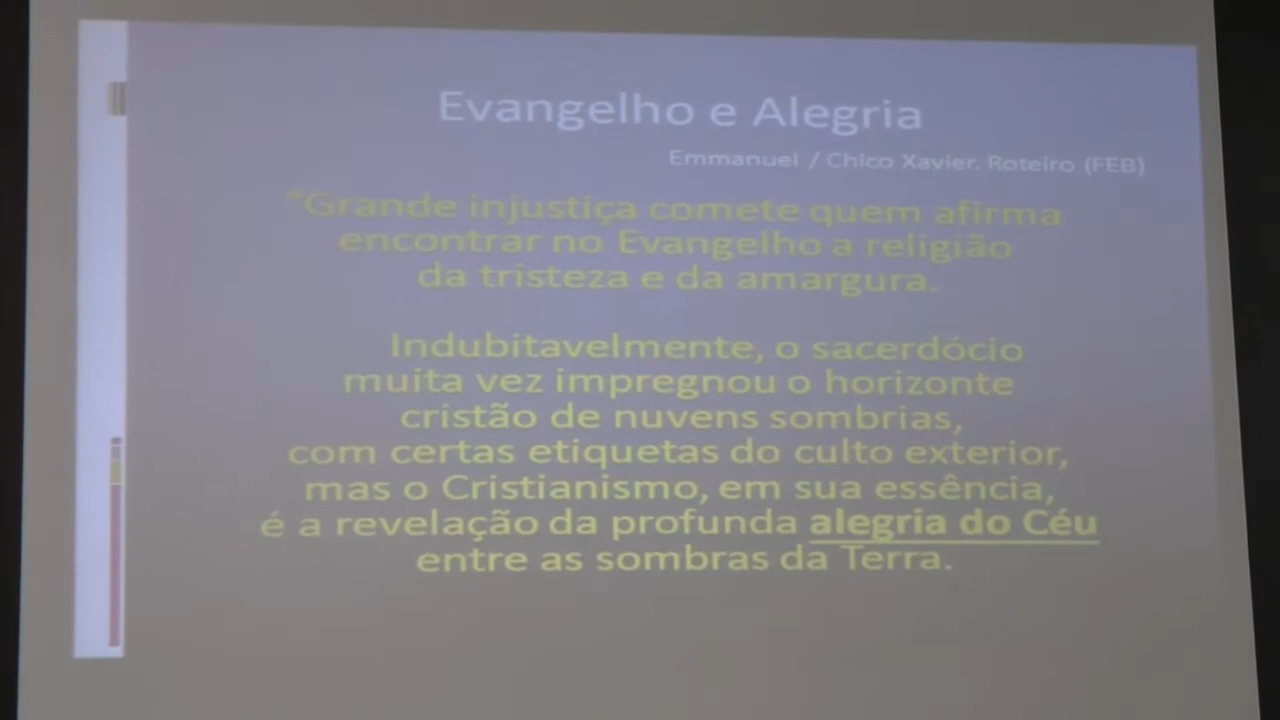 Evangelho e Alegria
Emmanuel / Chico Xavier. Roteiro (FEB)
"Grande injustiça comete quem afirma
encontrar no Evangelho a religião
da tristeza e da amargura.
Indubitavelmente, o sacerdócio
muita vez impregnou o horizonte
cristão de nuvens sombrias,
com certas etiquetas do culto exterior,
mas o Cristianismo, em sua essência,
é a revelação da profunda alegria do Céu
entre as sombras da Terra.